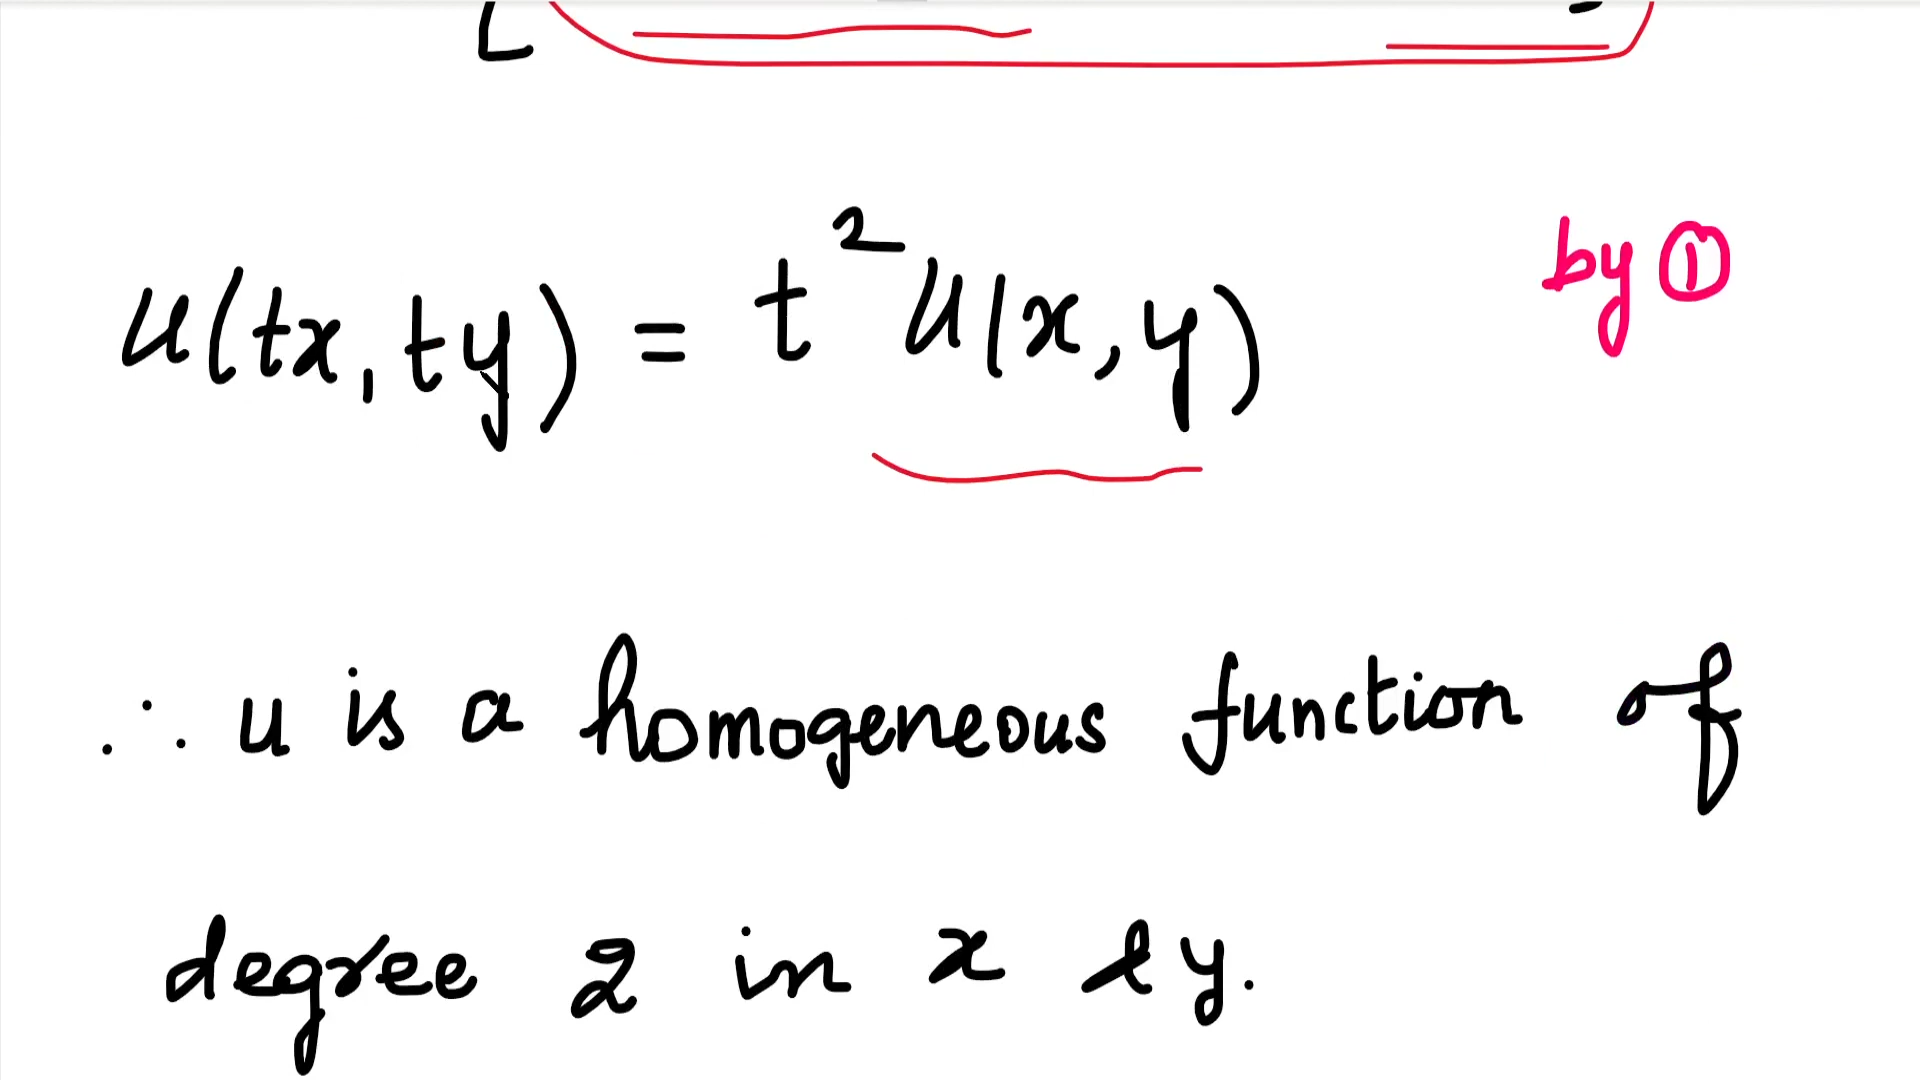 u(tx, ty) = t² u(x, y) by ①
∴ u is a homogeneous function of
degree 2 in x & y.